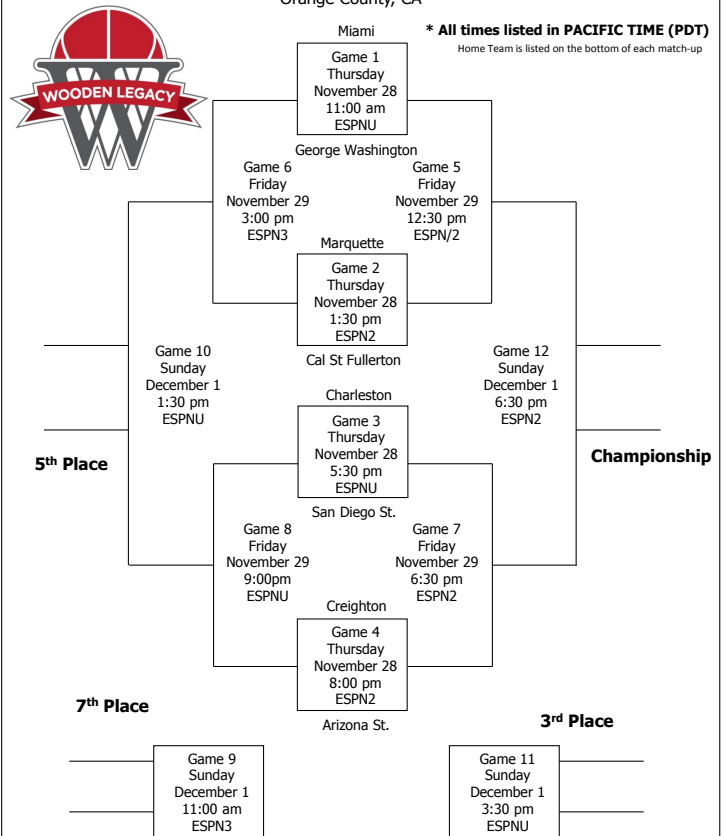 Orange County, CA
WOODEN LEGACY
* All times listed in PACIFIC TIME (PDT)
Home Team is listed on the bottom of each match-up
Miami
Game 1
Thursday
November 28
11:00 am
ESPNU
George Washington
Game 6
Friday
November 29
3:00 pm
ESPN3
Game 5
Friday
November 29
12:30 pm
ESPN/2
Marquette
Game 2
Thursday
November 28
1:30 pm
ESPN2
Cal St Fullerton
Game 10
Sunday
December 1
1:30 pm
ESPNU
Game 12
Sunday
December 1
6:30 pm
ESPN2
Charleston
Game 3
Thursday
November 28
5:30 pm
ESPNU
San Diego St.
5th Place
Championship
Game 8
Friday
November 29
9:00pm
ESPNU
Game 7
Friday
November 29
6:30 pm
ESPN2
Creighton
Game 4
Thursday
November 28
8:00 pm
ESPN2
Arizona St.
7th Place
3rd Place
Game 9
Sunday
December 1
11:00 am
ESPN3
Game 11
Sunday
December 1
3:30 pm
ESPNU